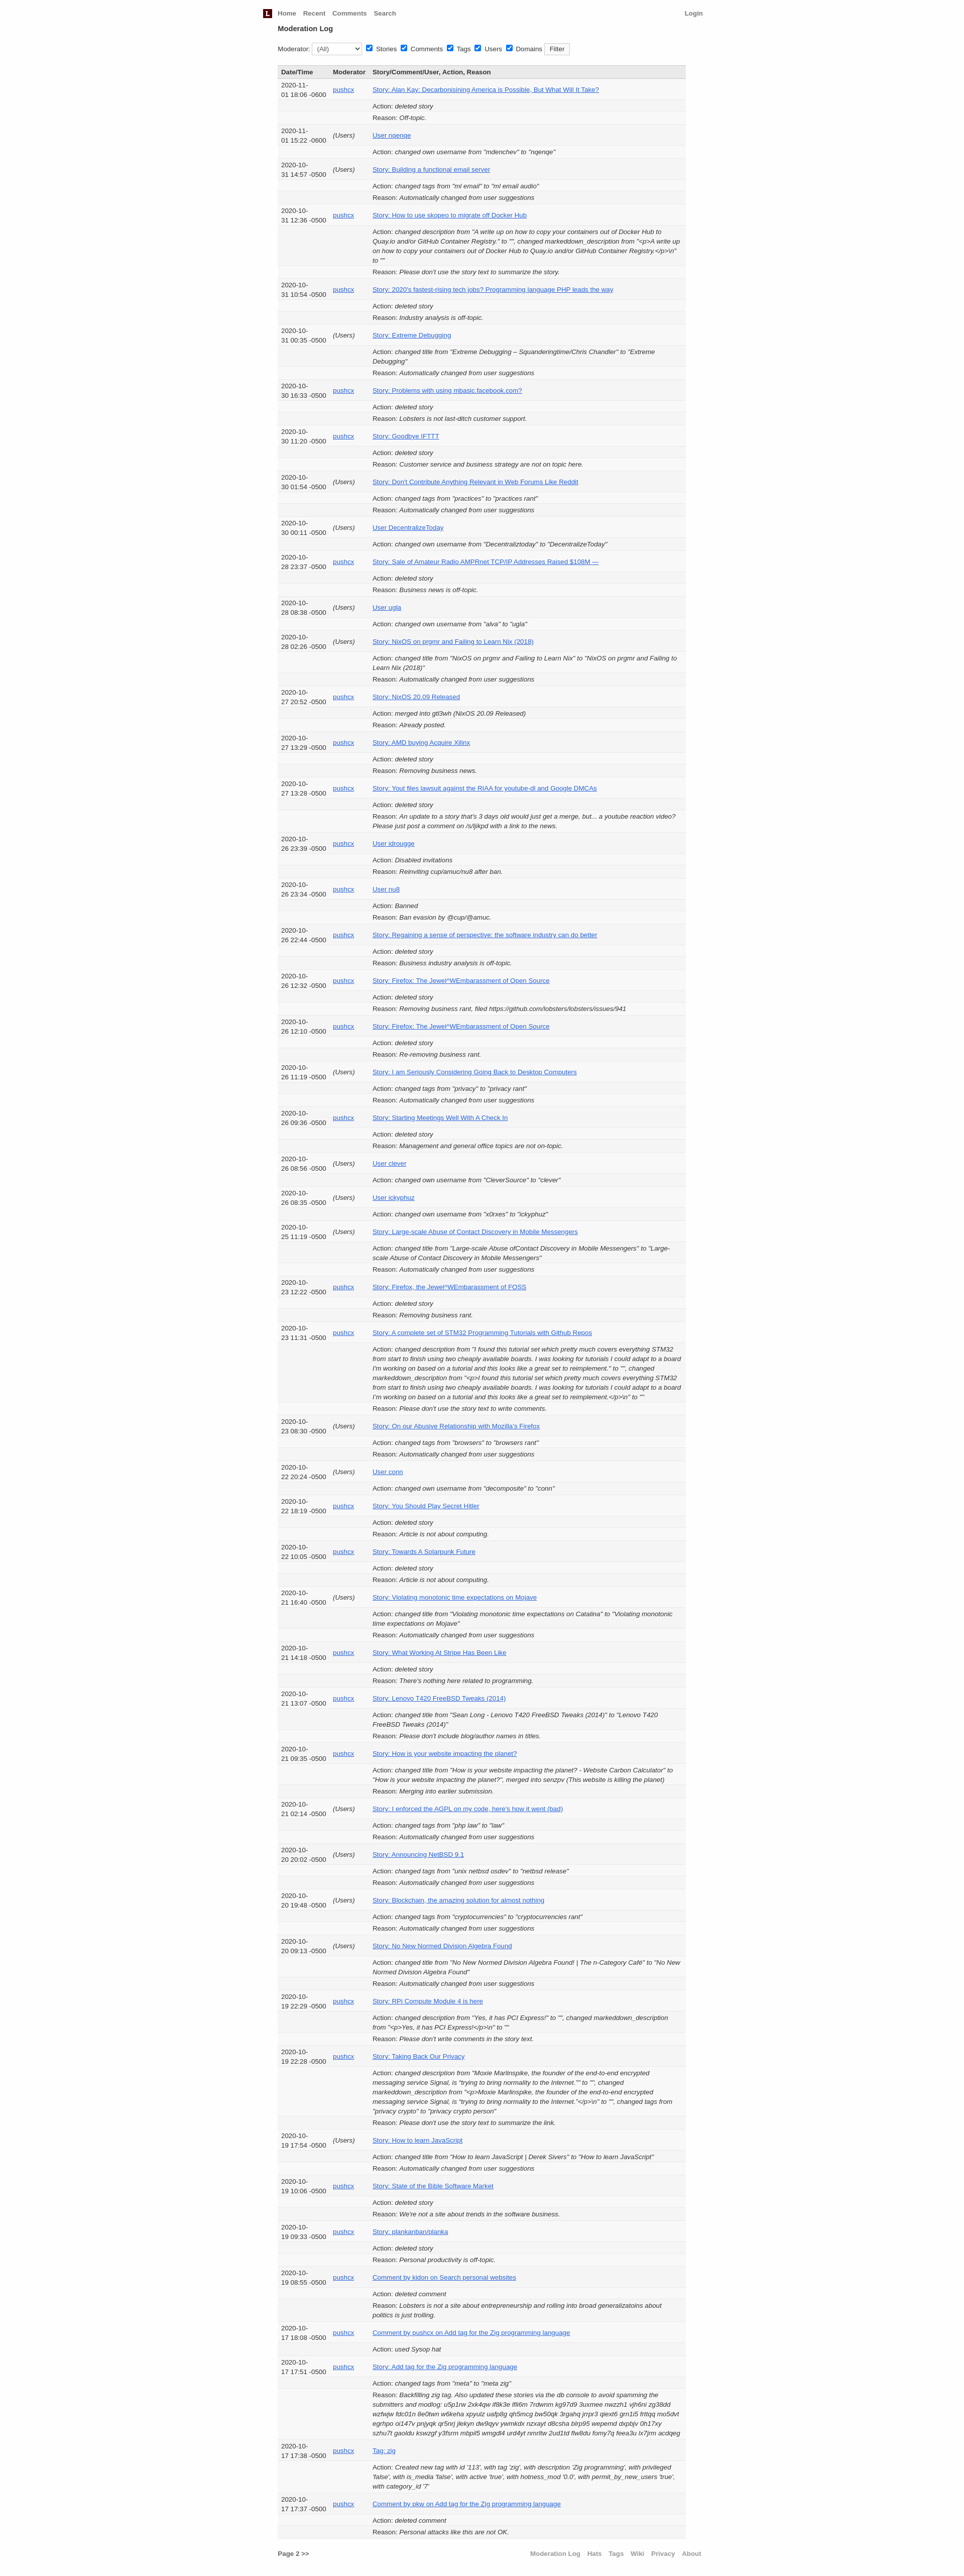 L Home Recent Comments Search Login
Moderation Log
Moderator: (All) Stories Comments Tags Users Domains Filter
Date/Time Moderator Story/Comment/User, Action, Reason
2020-11-
01 18:06 -0600 pushcx Story: Alan Kay: Decarbonisining America is Possible, But What Will It Take?
Action: deleted story
Reason: Off-topic.
2020-11-
01 15:22 -0600 (Users) User nqenqe
Action: changed own username from "mdenchev" to "nqenqe"
2020-10-
31 14:57 -0500 (Users) Story: Building a functional email server
Action: changed tags from "ml email" to "ml email audio"
Reason: Automatically changed from user suggestions
2020-10-
31 12:36 -0500 pushcx Story: How to use skopeo to migrate off Docker Hub
Action: changed description from "A write up on how to copy your containers out of Docker Hub to
Quay.io and/or GitHub Container Registry." to "", changed markeddown_description from "<p>A write up
on how to copy your containers out of Docker Hub to Quay.io and/or GitHub Container Registry.</p>\n"
to ""
Reason: Please don't use the story text to summarize the story.
2020-10-
31 10:54 -0500 pushcx Story: 2020's fastest-rising tech jobs? Programming language PHP leads the way
Action: deleted story
Reason: Industry analysis is off-topic.
2020-10-
31 00:35 -0500 (Users) Story: Extreme Debugging
Action: changed title from "Extreme Debugging – Squanderingtime/Chris Chandler" to "Extreme
Debugging"
Reason: Automatically changed from user suggestions
2020-10-
30 16:33 -0500 pushcx Story: Problems with using mbasic.facebook.com?
Action: deleted story
Reason: Lobsters is not last-ditch customer support.
2020-10-
30 11:20 -0500 pushcx Story: Goodbye IFTTT
Action: deleted story
Reason: Customer service and business strategy are not on topic here.
2020-10-
30 01:54 -0500 (Users) Story: Don't Contribute Anything Relevant in Web Forums Like Reddit
Action: changed tags from "practices" to "practices rant"
Reason: Automatically changed from user suggestions
2020-10-
30 00:11 -0500 (Users) User DecentralizeToday
Action: changed own username from "Decentraliztoday" to "DecentralizeToday"
2020-10-
28 23:37 -0500 pushcx Story: Sale of Amateur Radio AMPRnet TCP/IP Addresses Raised $108M —
Action: deleted story
Reason: Business news is off-topic.
2020-10-
28 08:38 -0500 (Users) User ugla
Action: changed own username from "alva" to "ugla"
2020-10-
28 02:26 -0500 (Users) Story: NixOS on prgmr and Failing to Learn Nix (2018)
Action: changed title from "NixOS on prgmr and Failing to Learn Nix" to "NixOS on prgmr and Failing to
Learn Nix (2018)"
Reason: Automatically changed from user suggestions
2020-10-
27 20:52 -0500 pushcx Story: NixOS 20.09 Released
Action: merged into gtl3wh (NixOS 20.09 Released)
Reason: Already posted.
2020-10-
27 13:29 -0500 pushcx Story: AMD buying Acquire Xilinx
Action: deleted story
Reason: Removing business news.
2020-10-
27 13:28 -0500 pushcx Story: Yout files lawsuit against the RIAA for youtube-dl and Google DMCAs
Action: deleted story
Reason: An update to a story that's 3 days old would just get a merge, but... a youtube reaction video?
Please just post a comment on /s/ljikpd with a link to the news.
2020-10-
26 23:39 -0500 pushcx User idrougge
Action: Disabled invitations
Reason: Reinviting cup/amuc/nu8 after ban.
2020-10-
26 23:34 -0500 pushcx User nu8
Action: Banned
Reason: Ban evasion by @cup/@amuc.
2020-10-
26 22:44 -0500 pushcx Story: Regaining a sense of perspective: the software industry can do better
Action: deleted story
Reason: Business industry analysis is off-topic.
2020-10-
26 12:32 -0500 pushcx Story: Firefox: The Jewel^WEmbarassment of Open Source
Action: deleted story
Reason: Removing business rant, filed https://github.com/lobsters/lobsters/issues/941
2020-10-
26 12:10 -0500 pushcx Story: Firefox: The Jewel^WEmbarassment of Open Source
Action: deleted story
Reason: Re-removing business rant.
2020-10-
26 11:19 -0500 (Users) Story: I am Seriously Considering Going Back to Desktop Computers
Action: changed tags from "privacy" to "privacy rant"
Reason: Automatically changed from user suggestions
2020-10-
26 09:36 -0500 pushcx Story: Starting Meetings Well With A Check In
Action: deleted story
Reason: Management and general office topics are not on-topic.
2020-10-
26 08:56 -0500 (Users) User clever
Action: changed own username from "CleverSource" to "clever"
2020-10-
26 08:35 -0500 (Users) User ickyphuz
Action: changed own username from "x0rxes" to "ickyphuz"
2020-10-
25 11:19 -0500 (Users) Story: Large-scale Abuse of Contact Discovery in Mobile Messengers
Action: changed title from "Large-scale Abuse ofContact Discovery in Mobile Messengers" to "Large-
scale Abuse of Contact Discovery in Mobile Messengers"
Reason: Automatically changed from user suggestions
2020-10-
23 12:22 -0500 pushcx Story: Firefox, the Jewel^WEmbarassment of FOSS
Action: deleted story
Reason: Removing business rant.
2020-10-
23 11:31 -0500 pushcx Story: A complete set of STM32 Programming Tutorials with Github Repos
Action: changed description from "I found this tutorial set which pretty much covers everything STM32
from start to finish using two cheaply available boards. I was looking for tutorials I could adapt to a board
I'm working on based on a tutorial and this looks like a great set to reimplement." to "", changed
markeddown_description from "<p>I found this tutorial set which pretty much covers everything STM32
from start to finish using two cheaply available boards. I was looking for tutorials I could adapt to a board
I'm working on based on a tutorial and this looks like a great set to reimplement.</p>\n" to ""
Reason: Please don't use the story text to write comments.
2020-10-
23 08:30 -0500 (Users) Story: On our Abusive Relationship with Mozilla's Firefox
Action: changed tags from "browsers" to "browsers rant"
Reason: Automatically changed from user suggestions
2020-10-
22 20:24 -0500 (Users) User conn
Action: changed own username from "decomposite" to "conn"
2020-10-
22 18:19 -0500 pushcx Story: You Should Play Secret Hitler
Action: deleted story
Reason: Article is not about computing.
2020-10-
22 10:05 -0500 pushcx Story: Towards A Solarpunk Future
Action: deleted story
Reason: Article is not about computing.
2020-10-
21 16:40 -0500 (Users) Story: Violating monotonic time expectations on Mojave
Action: changed title from "Violating monotonic time expectations on Catalina" to "Violating monotonic
time expectations on Mojave"
Reason: Automatically changed from user suggestions
2020-10-
21 14:18 -0500 pushcx Story: What Working At Stripe Has Been Like
Action: deleted story
Reason: There's nothing here related to programming.
2020-10-
21 13:07 -0500 pushcx Story: Lenovo T420 FreeBSD Tweaks (2014)
Action: changed title from "Sean Long - Lenovo T420 FreeBSD Tweaks (2014)" to "Lenovo T420
FreeBSD Tweaks (2014)"
Reason: Please don't include blog/author names in titles.
2020-10-
21 09:35 -0500 pushcx Story: How is your website impacting the planet?
Action: changed title from "How is your website impacting the planet? - Website Carbon Calculator" to
"How is your website impacting the planet?", merged into senzpv (This website is killing the planet)
Reason: Merging into earlier submission.
2020-10-
21 02:14 -0500 (Users) Story: I enforced the AGPL on my code, here's how it went (bad)
Action: changed tags from "php law" to "law"
Reason: Automatically changed from user suggestions
2020-10-
20 20:02 -0500 (Users) Story: Announcing NetBSD 9.1
Action: changed tags from "unix netbsd osdev" to "netbsd release"
Reason: Automatically changed from user suggestions
2020-10-
20 19:48 -0500 (Users) Story: Blockchain, the amazing solution for almost nothing
Action: changed tags from "cryptocurrencies" to "cryptocurrencies rant"
Reason: Automatically changed from user suggestions
2020-10-
20 09:13 -0500 (Users) Story: No New Normed Division Algebra Found
Action: changed title from "No New Normed Division Algebra Found! | The n-Category Café" to "No New
Normed Division Algebra Found"
Reason: Automatically changed from user suggestions
2020-10-
19 22:29 -0500 pushcx Story: RPi Compute Module 4 is here
Action: changed description from "Yes, it has PCI Express!" to "", changed markeddown_description
from "<p>Yes, it has PCI Express!</p>\n" to ""
Reason: Please don't write comments in the story text.
2020-10-
19 22:28 -0500 pushcx Story: Taking Back Our Privacy
Action: changed description from "Moxie Marlinspike, the founder of the end-to-end encrypted
messaging service Signal, is “trying to bring normality to the Internet.”" to "", changed
markeddown_description from "<p>Moxie Marlinspike, the founder of the end-to-end encrypted
messaging service Signal, is “trying to bring normality to the Internet.”</p>\n" to "", changed tags from
"privacy crypto" to "privacy crypto person"
Reason: Please don't use the story text to summarize the link.
2020-10-
19 17:54 -0500 (Users) Story: How to learn JavaScript
Action: changed title from "How to learn JavaScript | Derek Sivers" to "How to learn JavaScript"
Reason: Automatically changed from user suggestions
2020-10-
19 10:06 -0500 pushcx Story: State of the Bible Software Market
Action: deleted story
Reason: We're not a site about trends in the software business.
2020-10-
19 09:33 -0500 pushcx Story: plankanban/planka
Action: deleted story
Reason: Personal productivity is off-topic.
2020-10-
19 08:55 -0500 pushcx Comment by kidon on Search personal websites
Action: deleted comment
Reason: Lobsters is not a site about entrepreneurship and rolling into broad generalizatoins about
politics is just trolling.
2020-10-
17 18:08 -0500 pushcx Comment by pushcx on Add tag for the Zig programming language
Action: used Sysop hat
2020-10-
17 17:51 -0500 pushcx Story: Add tag for the Zig programming language
Action: changed tags from "meta" to "meta zig"
Reason: Backfilling zig tag. Also updated these stories via the db console to avoid spamming the
submitters and modlog: u5p1rw 2xk4qw if8k3e lfli6m 7rdwnm kg97d9 3uxmee nwzzh1 vjh6ni zg38dd
wzfwjw fdc01n 8e0twn w6keha xpyulz uafp8g qh5mcg bw50qk 3rgahq jnjpr3 qiext6 grn1i5 frttqq mo5dvt
egrhpo oi147v pnjyqk qr5nrj jlekyn dw9qyv ywmkdx nzxayt d8csha blrp95 wepemd dxpbjv 0h17xy
szhu7t gaoldu kswzgf y3fsrm mbpil5 wmgdl4 urd4yt nmrltw 2ud1td flw8du fomy7q feea3u lx7jrm acdqeg
2020-10-
17 17:38 -0500 pushcx Tag: zig
Action: Created new tag with id '113', with tag 'zig', with description 'Zig programming', with privileged
'false', with is_media 'false', with active 'true', with hotness_mod '0.0', with permit_by_new_users 'true',
with category_id '7'
2020-10-
17 17:37 -0500 pushcx Comment by pkw on Add tag for the Zig programming language
Action: deleted comment
Reason: Personal attacks like this are not OK.
Page 2 >> Moderation Log Hats Tags Wiki Privacy About